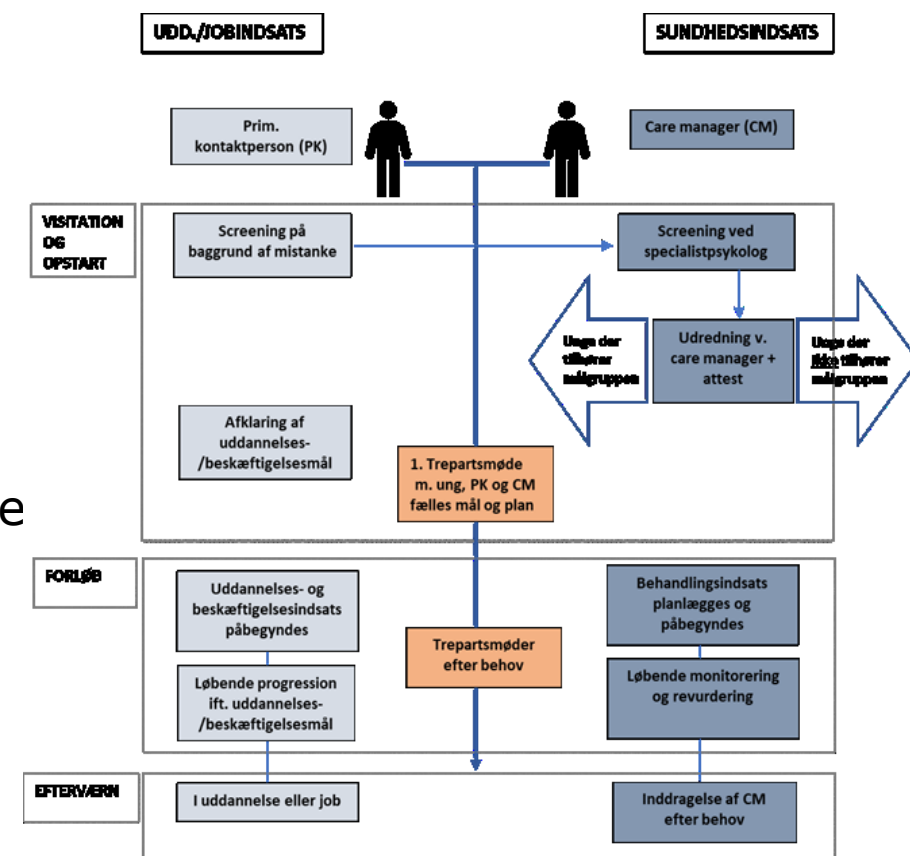 UDD./JOBINDSATS
SUNDHEDSINDSATS
Prim.
kontaktperson (PK)
Care manager (CM)
VISITATION
OG
OPSTART
Screening på
baggrund af mistanke
Screening ved
specialistpsykolog
Unge der
tilhører
målgruppen
Udredning v.
care manager +
attest
Unge der
ikke tilhører
målgruppen
Afklaring af
uddannelses-
/beskæftigelsesmål
1. Trepartsmøde
m. ung, PK og CM
fælles mål og plan
e
FORLØB
Uddannelses- og
beskæftigelsesindsats
påbegyndes
Behandlingsindsats
planlægges og
påbegyndes
Trepartsmøder
efter behov
Løbende progression
ift. uddannelses-
/beskæftigelsesmål
Løbende monitorering
og revurdering
EFTERVÆRN
I uddannelse eller job
Inddragelse af CM
efter behov